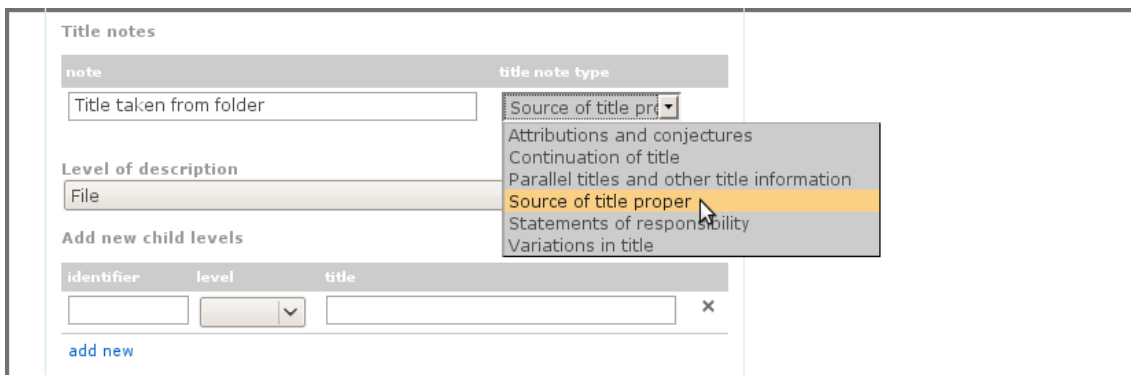 Title notes
note title note type
Title taken from folder Source of title pro
Attributions and conjectures
Continuation of title
Level of description
Parallel titles and other title information
File
Source of title proper
Statements of responsibility
Add new child levels
Variations in title
identifier level title
add new